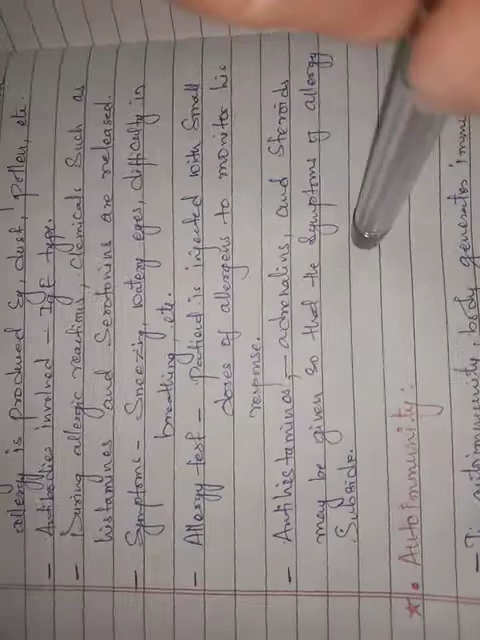 allergy is produced Eg, dust, Pollen, etc.
- Antibodies involved - IgE type.
- During allergic reactions, chemicals Such as
histamines and Serotonins are released.
- Symptoms - Sneezing, watery eyes, difficulty in
breathing, etc.
- Allergy test - Patient is injected with Small
doses of allergens to monitor his
response.
- Antihistamines, - adrenalins, and Steroids
may be given so that the Symptoms of allergy
Subside.
★ • Autoimmunity:
- In autoimmunity, body generates